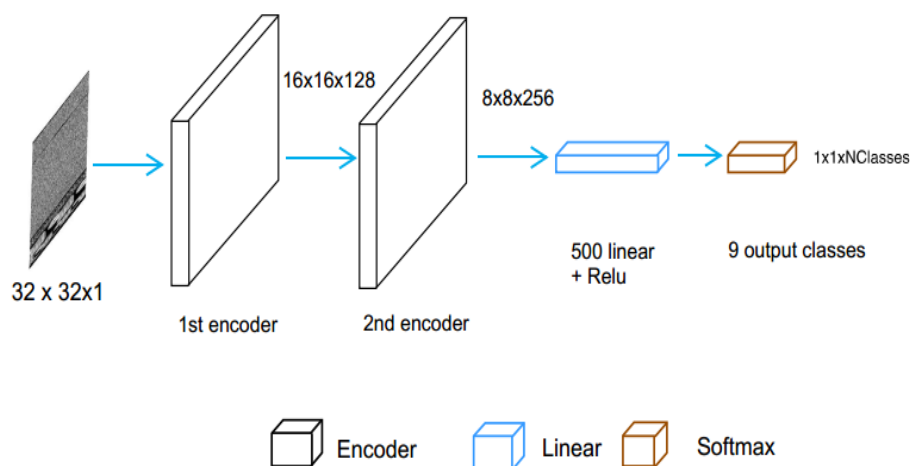 16x16x128
8x8x256
1x1xNClasses
32 x 32x1
500 linear
+ Relu
9 output classes
1st encoder
2nd encoder
Encoder
Linear
Softmax